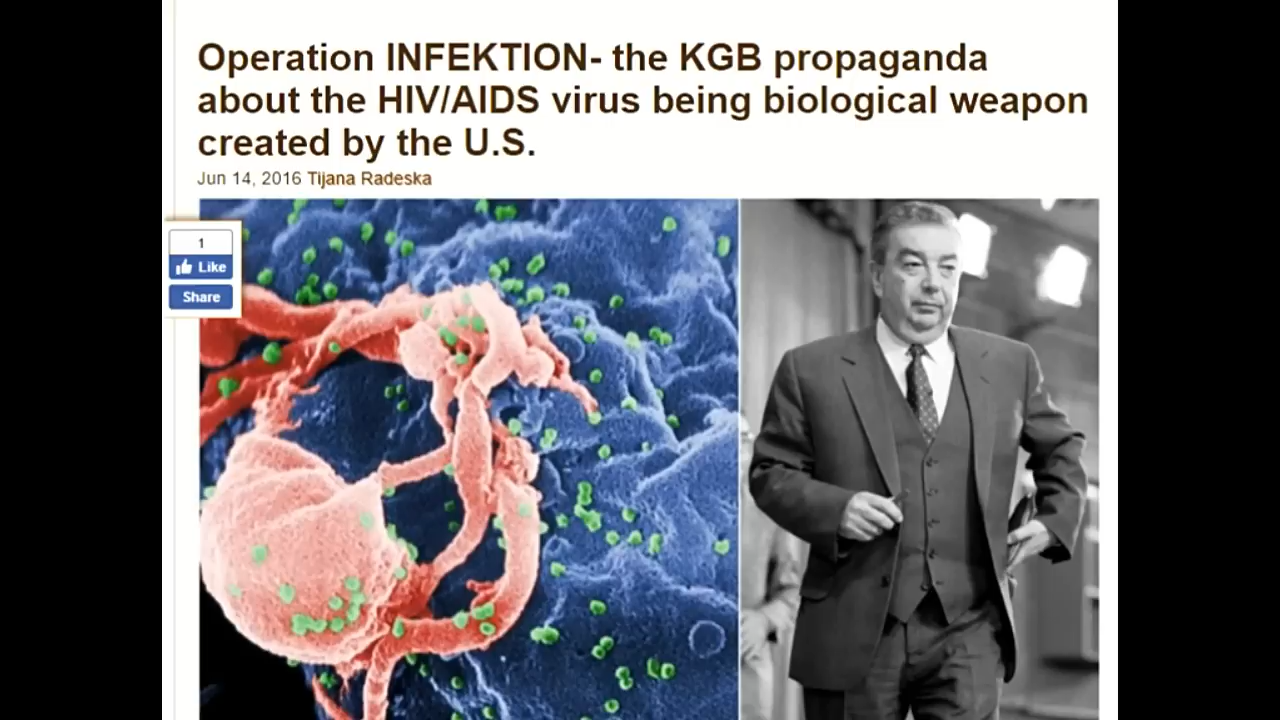 Operation INFEKTION- the KGB propaganda
about the HIV/AIDS virus being biological weapon
created by the U.S.
Jun 14, 2016 Tijana Radeska
1
Like
Share